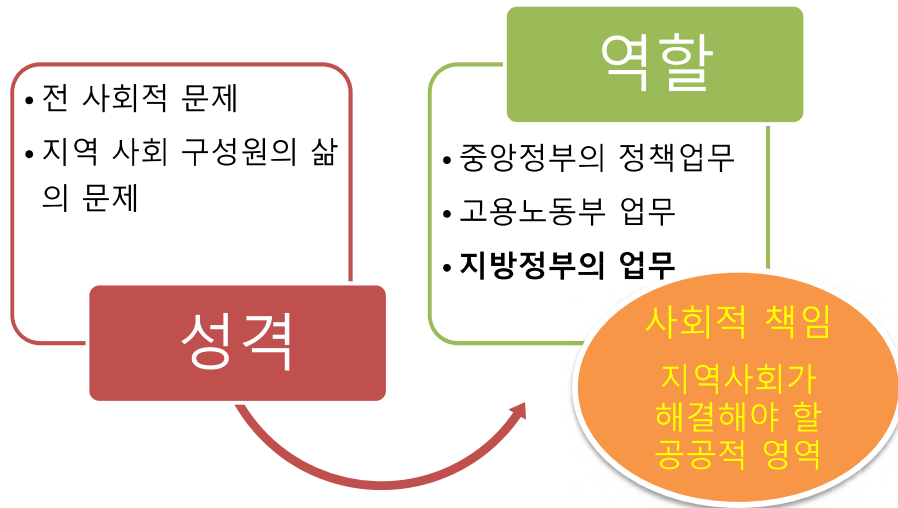 • 전 사회적 문제
• 지역 사회 구성원의 삶
의 문제
성격
역할
• 중앙정부의 정책업무
• 고용노동부 업무
• 지방정부의 업무
사회적 책임
지역사회가
해결해야 할
공공적 영역